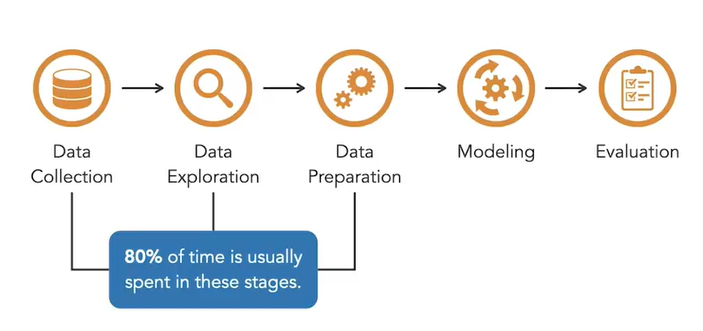 Data
Collection
Data
Exploration
Data
Preparation
Modeling
Evaluation
80% of time is usually
spent in these stages.